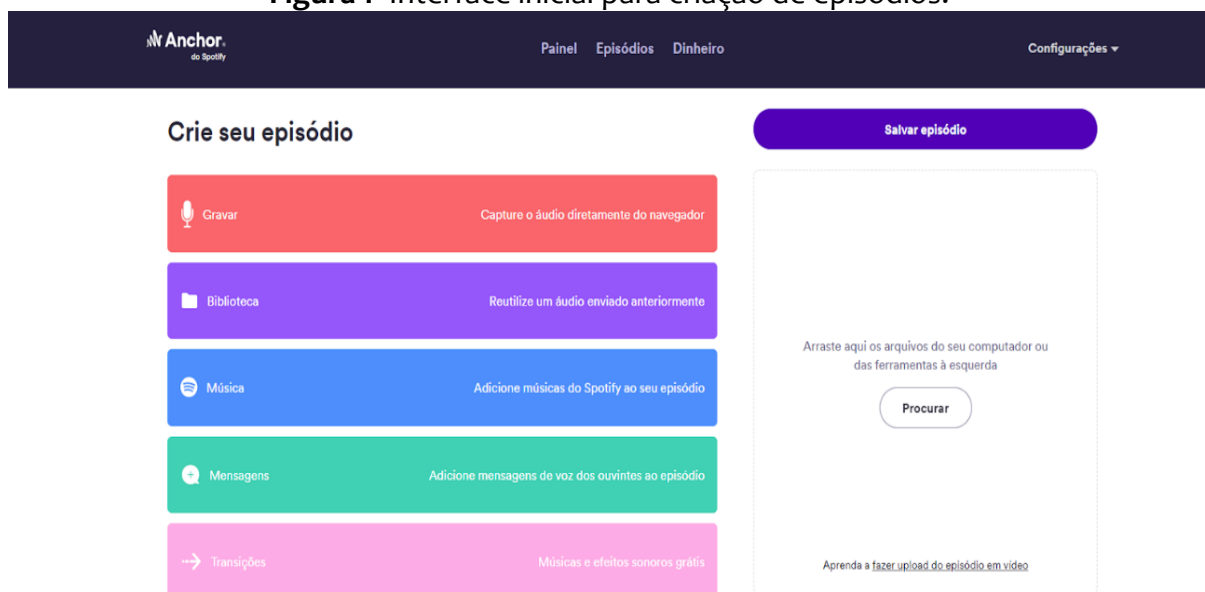 Figura 1 Interface inicial para criação de episódios.
Anchor
do Spotify
Painel Episódios Dinheiro
Configurações
Crie seu episódio
Salvar episódio
Gravar Capture o áudio diretamente do navegador
Biblioteca Reutilize um áudio enviado anteriormente
Música Adicione músicas do Spotify ao seu episódio
Mensagens Adicione mensagens de voz dos ouvintes ao episódio
Transições Músicas e efeitos sonoros grátis
Arraste aqui os arquivos do seu computador ou
das ferramentas à esquerda
Procurar
Aprenda a fazer upload do episódio em vídeo